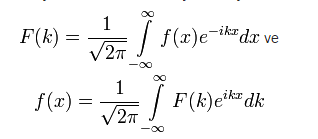 F(k) = \frac{1}{\sqrt{2\pi}} \int_{-\infty}^{\infty} f(x)e^{-ikx}dx ve
f(x) = \frac{1}{\sqrt{2\pi}} \int_{-\infty}^{\infty} F(k)e^{ikx}dk